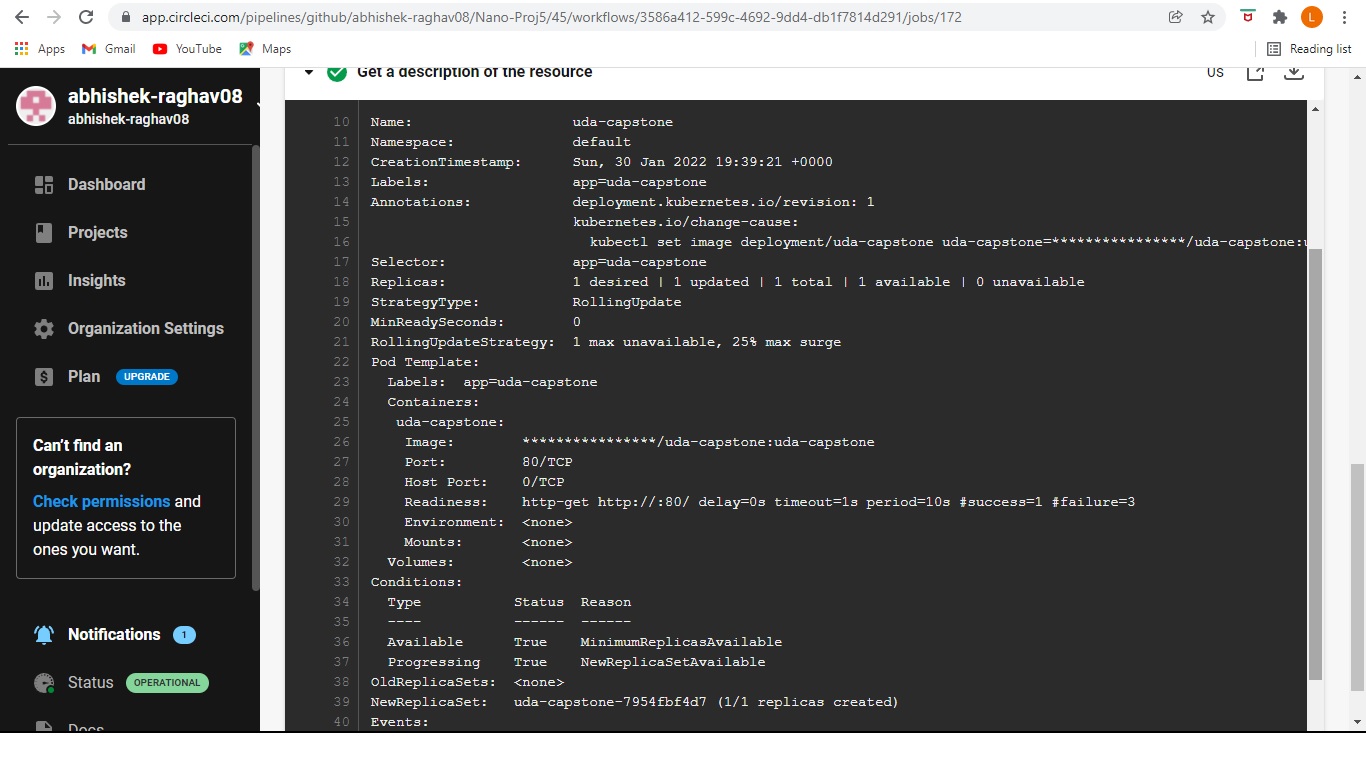 app.circleci.com/pipelines/github/abhishek-raghav08/Nano-Proj5/45/workflows/3586a412-599c-4692-9dd4-db1f7814d291/jobs/172
L
Apps Gmail YouTube Maps Reading list
abhishek-raghav08
abhishek-raghav08
Dashboard
Projects
Insights
Organization Settings
Plan UPGRADE
Can't find an
organization?
Check permissions and
update access to the
ones you want.
Notifications 1
Status OPERATIONAL
Docs
Get a description of the resource 0s
10 Name: uda-capstone
11 Namespace: default
12 CreationTimestamp: Sun, 30 Jan 2022 19:39:21 +0000
13 Labels: app=uda-capstone
14 Annotations: deployment.kubernetes.io/revision: 1
15 kubernetes.io/change-cause:
16 kubectl set image deployment/uda-capstone uda-capstone=****************/uda-capstone:u
17 Selector: app=uda-capstone
18 Replicas: 1 desired | 1 updated | 1 total | 1 available | 0 unavailable
19 StrategyType: RollingUpdate
20 MinReadySeconds: 0
21 RollingUpdateStrategy: 1 max unavailable, 25% max surge
22 Pod Template:
23 Labels: app=uda-capstone
24 Containers:
25 uda-capstone:
26 Image: ****************/uda-capstone:uda-capstone
27 Port: 80/TCP
28 Host Port: 0/TCP
29 Readiness: http-get http://:80/ delay=0s timeout=1s period=10s #success=1 #failure=3
30 Environment: <none>
31 Mounts: <none>
32 Volumes: <none>
33 Conditions:
34 Type Status Reason
35 ---- ------ ------
36 Available True MinimumReplicasAvailable
37 Progressing True NewReplicaSetAvailable
38 OldReplicaSets: <none>
39 NewReplicaSet: uda-capstone-7954fbf4d7 (1/1 replicas created)
40 Events: